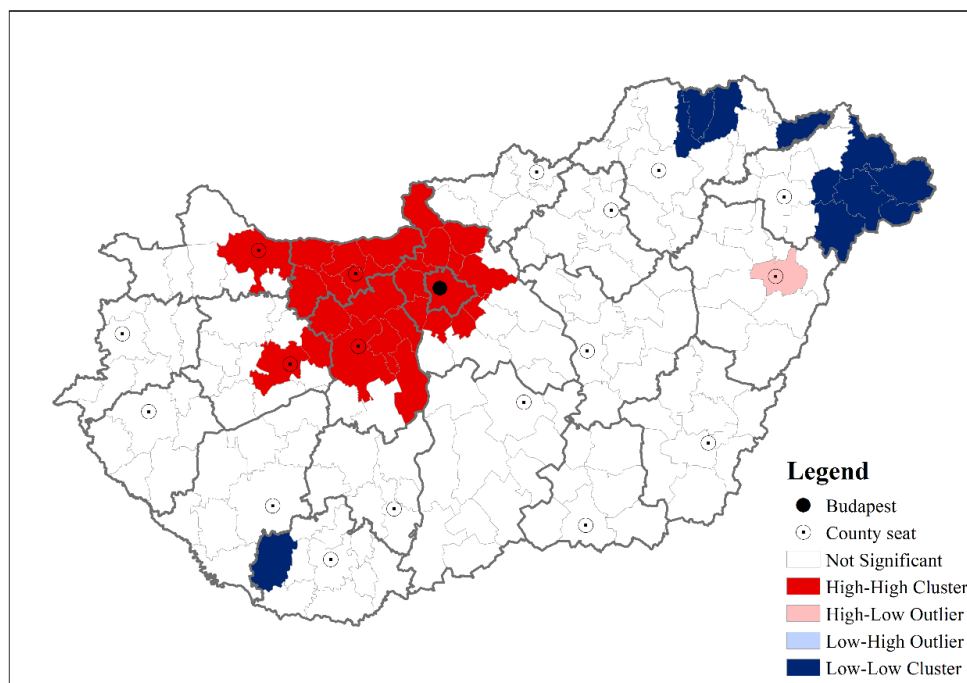 Legend
Budapest
County seat
Not Significant
High-High Cluster
High-Low Outlier
Low-High Outlier
Low-Low Cluster